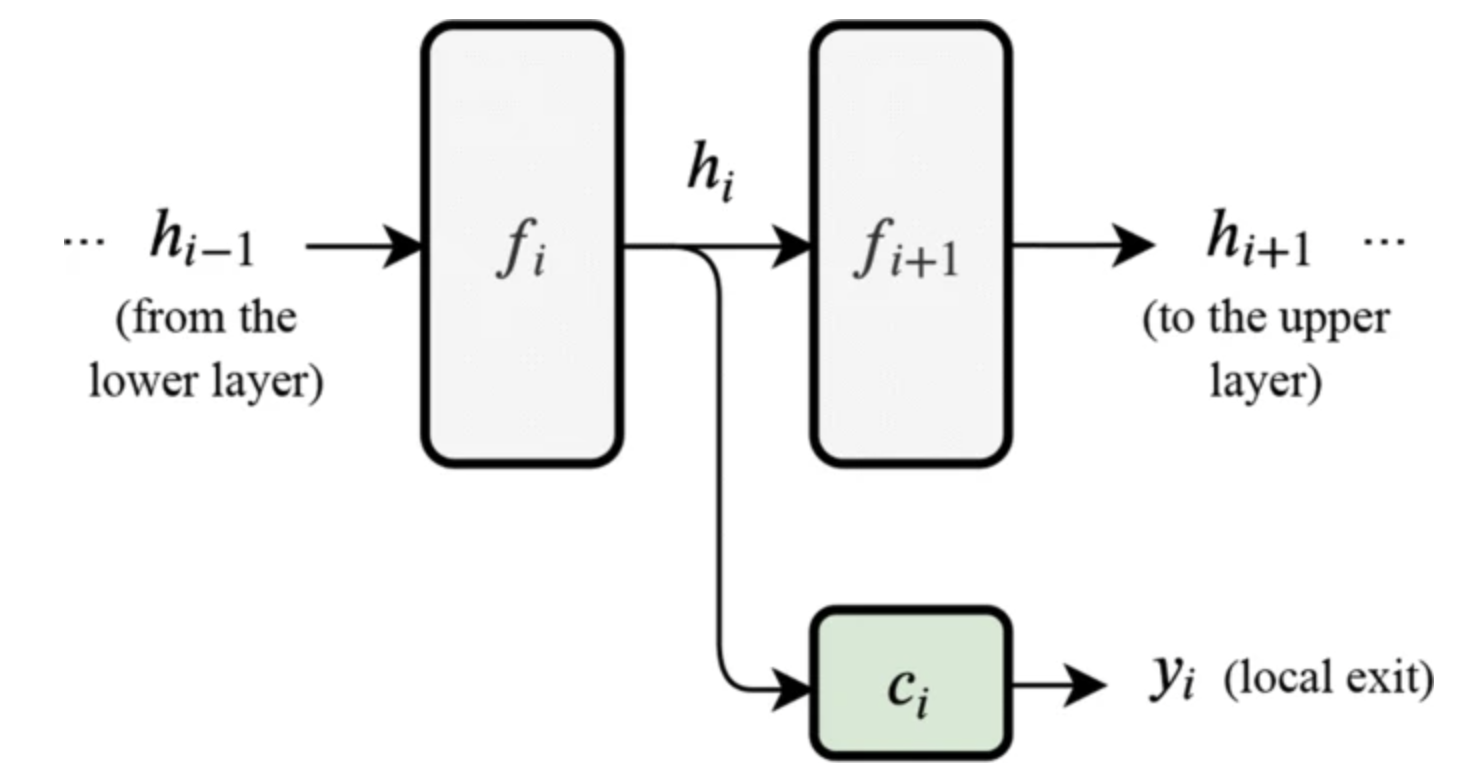 ... h_{i−1}
(from the
lower layer)
f_i
h_i
f_{i+1}
h_{i+1} ...
(to the upper
layer)
c_i
y_i (local exit)